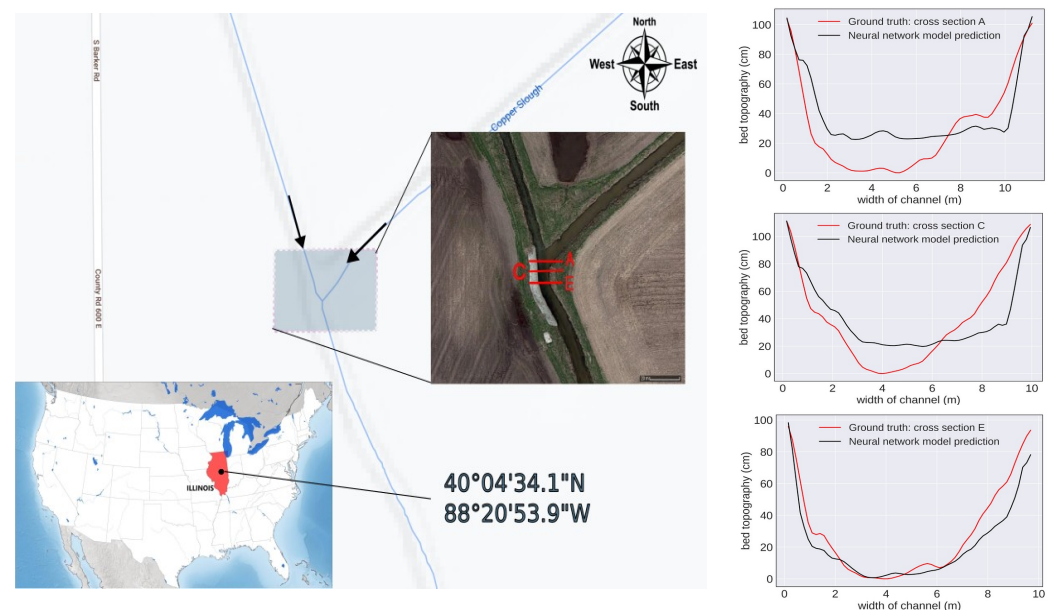 S Barker Rd
County Rd 600 E
North
West
East
South
Copper Slough
A
C
E
ILLINOIS
40°04'34.1"N
88°20'53.9"W
Ground truth: cross section A
Neural network model prediction
bed topography (cm)
100
80
60
40
20
0
0 2 4 6 8 10
width of channel (m)
Ground truth: cross section C
Neural network model prediction
bed topography (cm)
100
80
60
40
20
0
0 2 4 6 8 10
width of channel (m)
Ground truth: cross section E
Neural network model prediction
bed topography (cm)
100
80
60
40
20
0
0 2 4 6 8 10
width of channel (m)